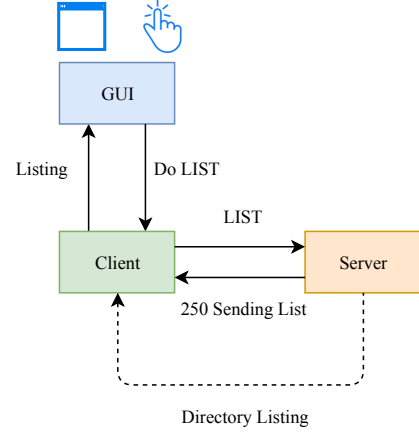 GUI
Listing
Do LIST
LIST
Client
Server
250 Sending List
Directory Listing